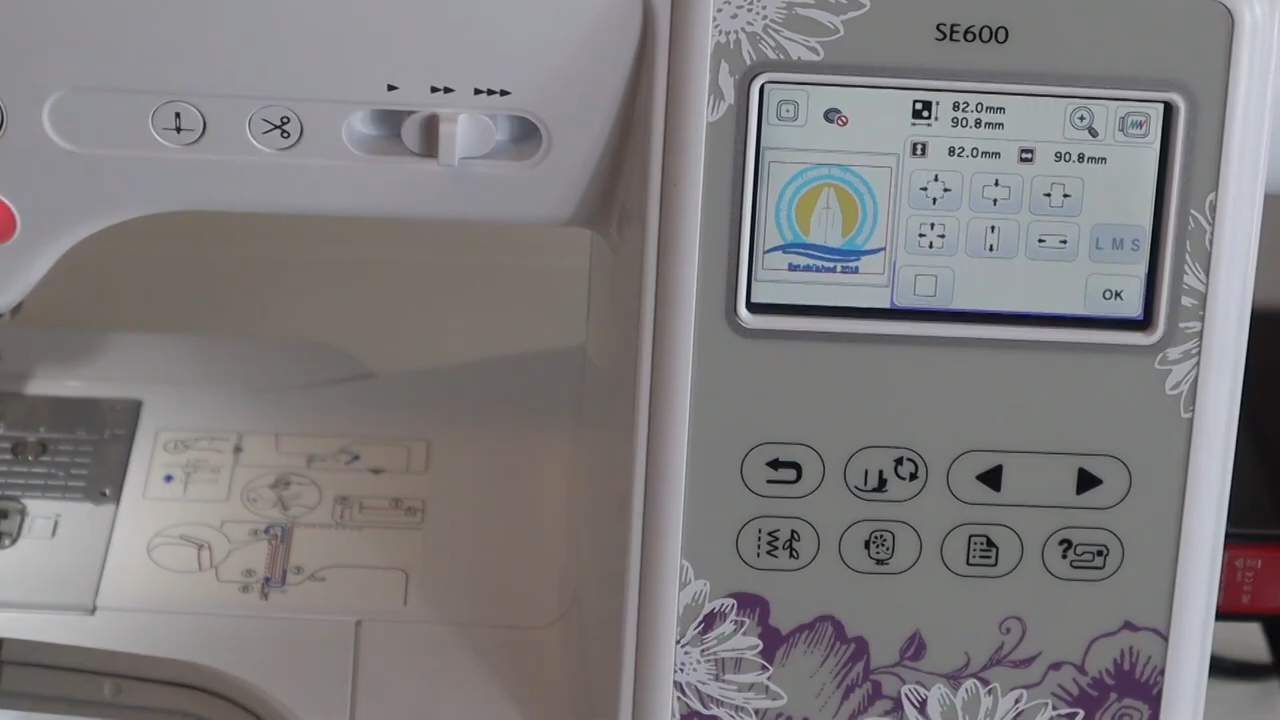 SE600
82.0mm
90.8mm
82.0mm 90.8mm
L M S
OK
Established 2018
?